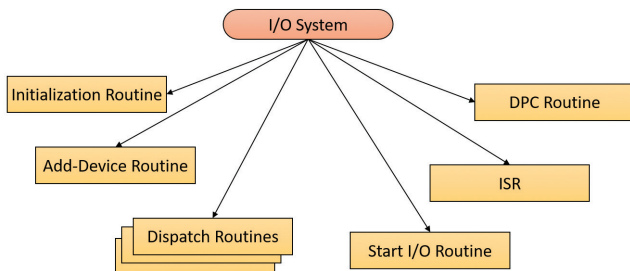 I/O System
Initialization Routine
DPC Routine
Add-Device Routine
ISR
Dispatch Routines
Start I/O Routine